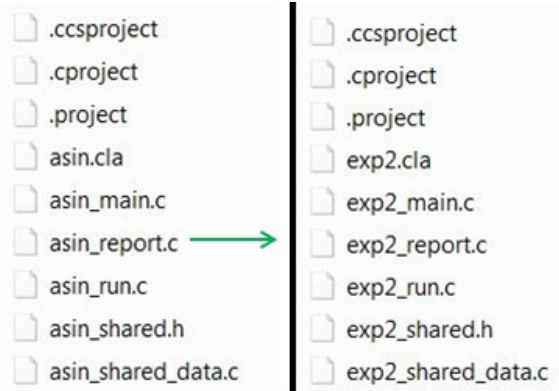 .ccsproject
.cproject
.project
asin.cla
asin_main.c
asin_report.c
asin_run.c
asin_shared.h
asin_shared_data.c
.ccsproject
.cproject
.project
exp2.cla
exp2_main.c
exp2_report.c
exp2_run.c
exp2_shared.h
exp2_shared_data.c